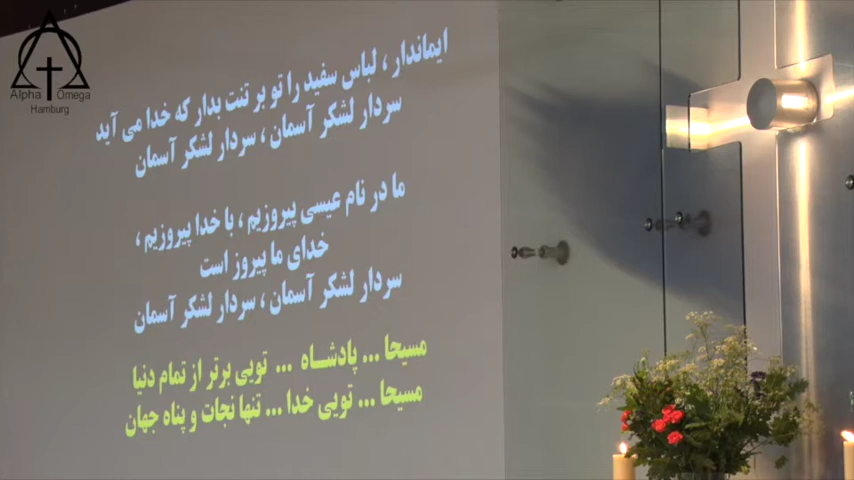 Alpha Omega
Hamburg
ایماندار ، لباس سفید را تو بر تنت بدار که خدا می آید
سردار لشکر آسمان ، سردار لشکر آسمان
ما در نام عیسی پیروزیم ، با خدا پیروزیم ،
خدای ما پیروز است
سردار لشکر آسمان ، سردار لشکر آسمان
مسیحا ... پادشـــاه ... تویی برتر از تمام دنیا
مسیحا ... تویی خدا ... تنها نجات و پناه جهان